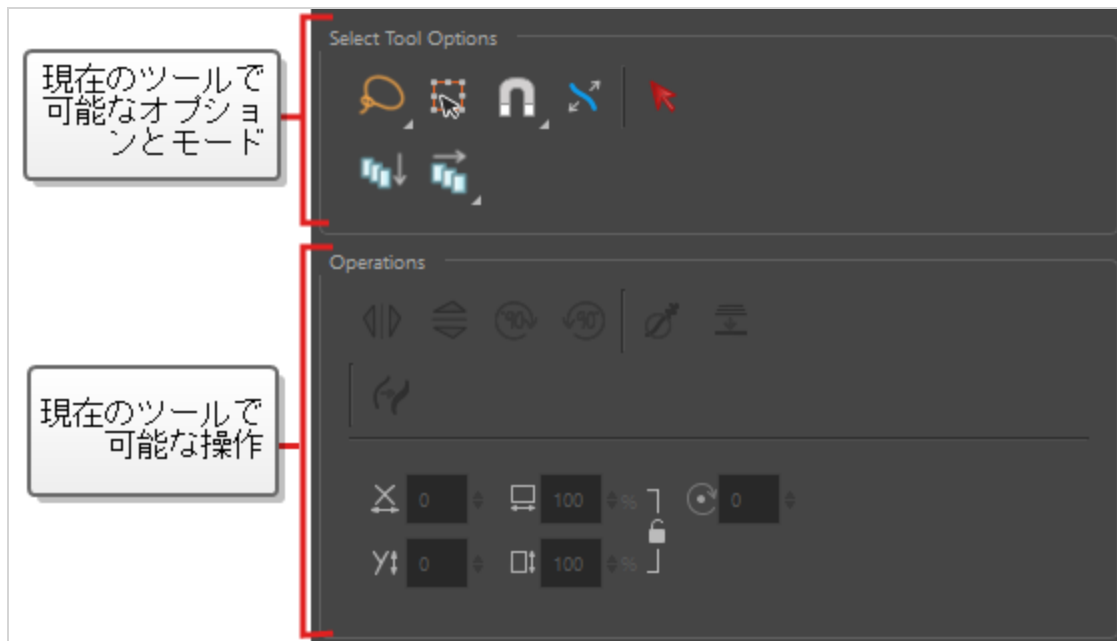 現在のツールで
可能なオプショ
ンとモード
Select Tool Options
Operations
90
90°
現在のツールで
可能な操作
X 0 100 % 0
Y 0 100 %